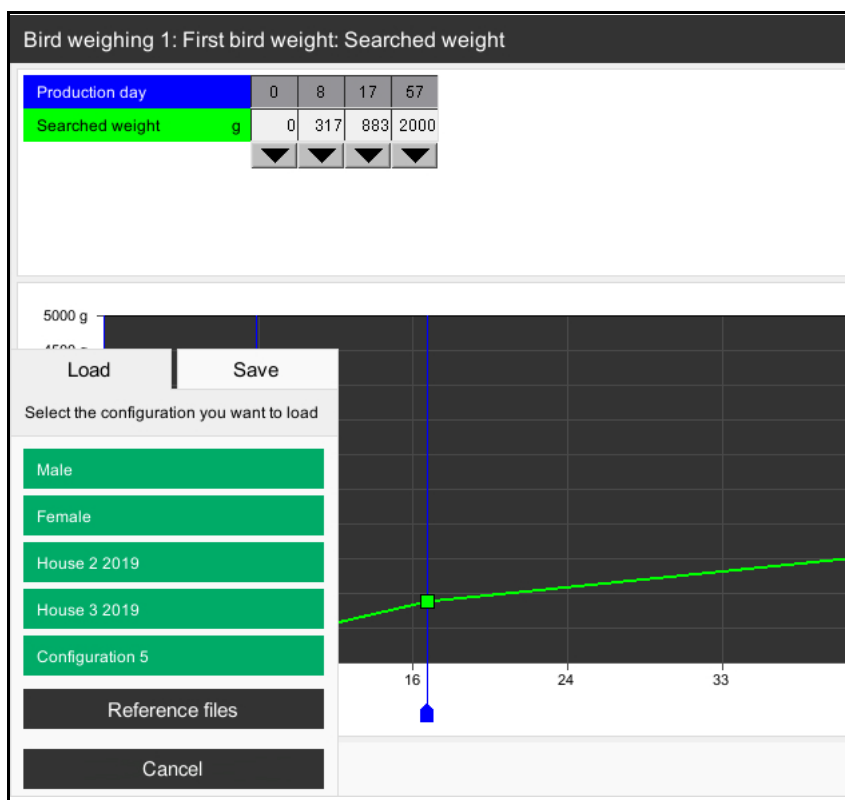 Bird weighing 1: First bird weight: Searched weight
Production day 0 8 17 57
Searched weight g 0 317 883 2000
5000 g
Load Save
Select the configuration you want to load
Male
Female
House 2 2019
House 3 2019
Configuration 5
16 24 33
Reference files
Cancel